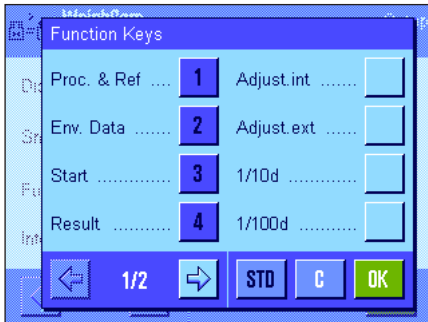 Function Keys
Proc. & Ref .... 1 Adjust.int .......
Env. Data ....... 2 Adjust.ext .......
Start .............. 3 1/10d ..............
Result ........... 4 1/100d ...........
1/2 STD C OK